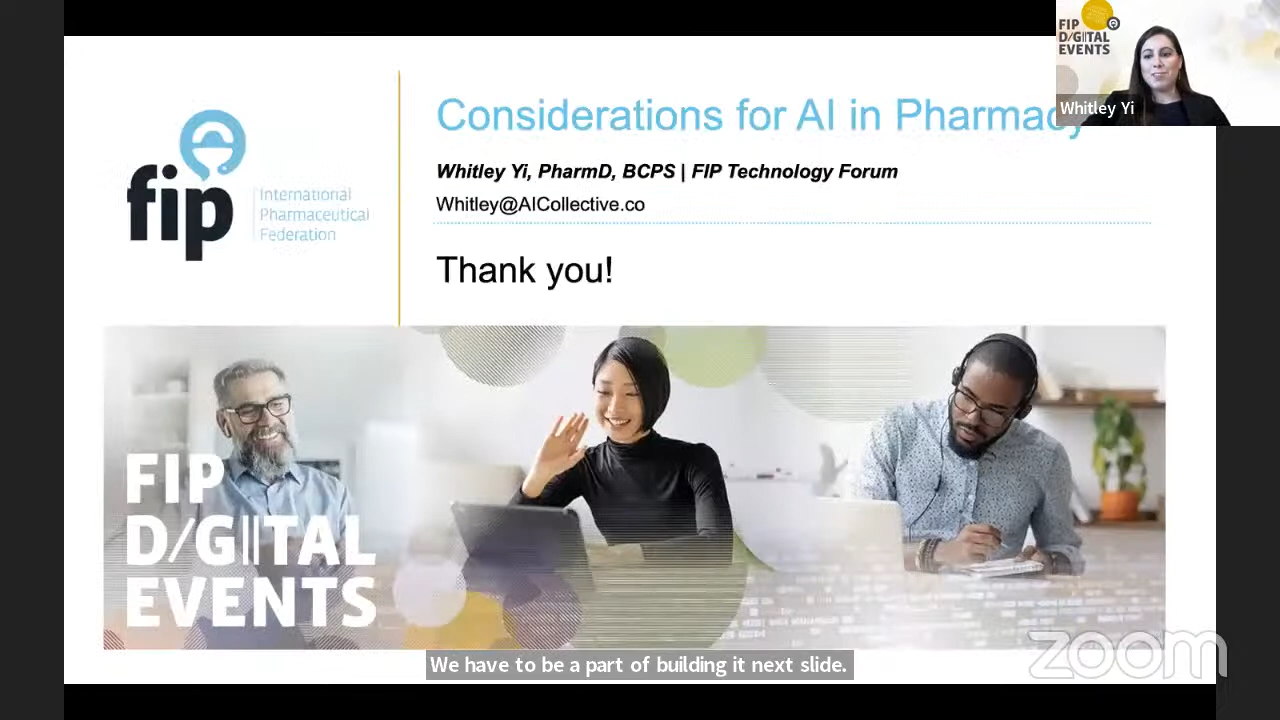 FIP
D/GITAL
EVENTS
Whitley Yi
Considerations for AI in Pharmacy
Whitley Yi, PharmD, BCPS | FIP Technology Forum
Whitley@AICollective.co
fip
International
Pharmaceutical
Federation
Thank you!
FIP
D/GITAL
EVENTS
zoom
We have to be a part of building it next slide.